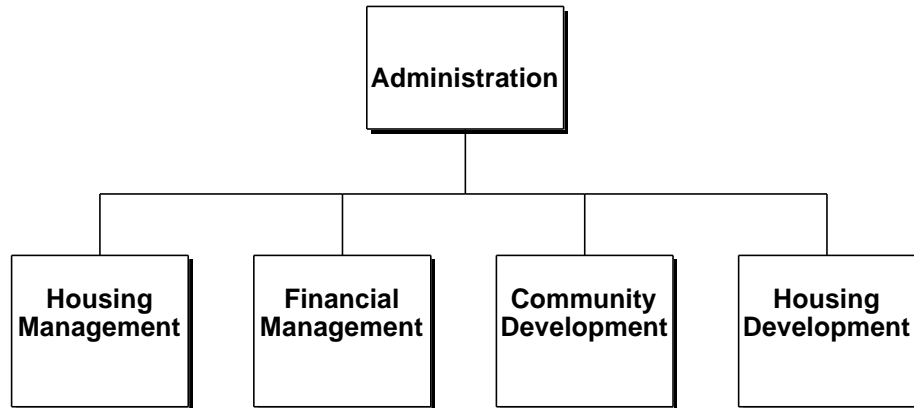 Administration
Housing
Management
Financial
Management
Community
Development
Housing
Development